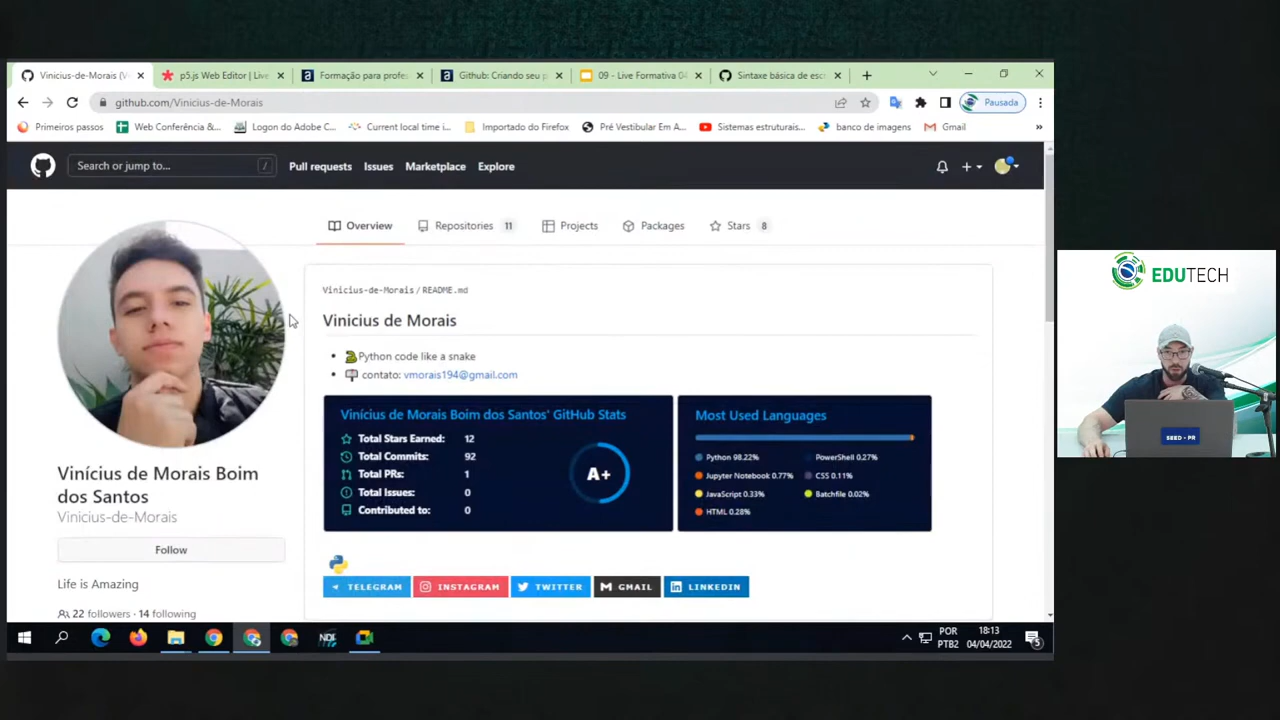 Vinicius-de-Morais (V
p5.js Web Editor | Live
Formação para profes
Github: Criando seu p
09 - Live Formativa 04
Sintaxe básica de esc
github.com/Vinicius-de-Morais
Pausada
Primeiros passos
Web Conferência &...
Logon do Adobe C...
Current local time i...
Importado do Firefox
Pré Vestibular Em A...
Sistemas estruturais...
banco de imagens
Gmail
»
Search or jump to...
/
Pull requests
Issues
Marketplace
Explore
Overview
Repositories 11
Projects
Packages
Stars 8
Vinicius-de-Morais / README.md
Vinicius de Morais
Python code like a snake
contato: vmorais194@gmail.com
Vinícius de Morais Boim dos Santos' GitHub Stats
Total Stars Earned: 12
Total Commits: 92
Total PRs: 1
Total Issues: 0
Contributed to: 0
A+
Most Used Languages
Python 98.22%
PowerShell 0.27%
Jupyter Notebook 0.77%
CSS 0.11%
JavaScript 0.33%
Batchfile 0.02%
HTML 0.28%
TELEGRAM
INSTAGRAM
TWITTER
GMAIL
LINKEDIN
Vinícius de Morais Boim
dos Santos
Vinicius-de-Morais
Follow
Life is Amazing
22 followers · 14 following
POR
PTB2
18:13
04/04/2022
5
EDUTECH
SEED - PR